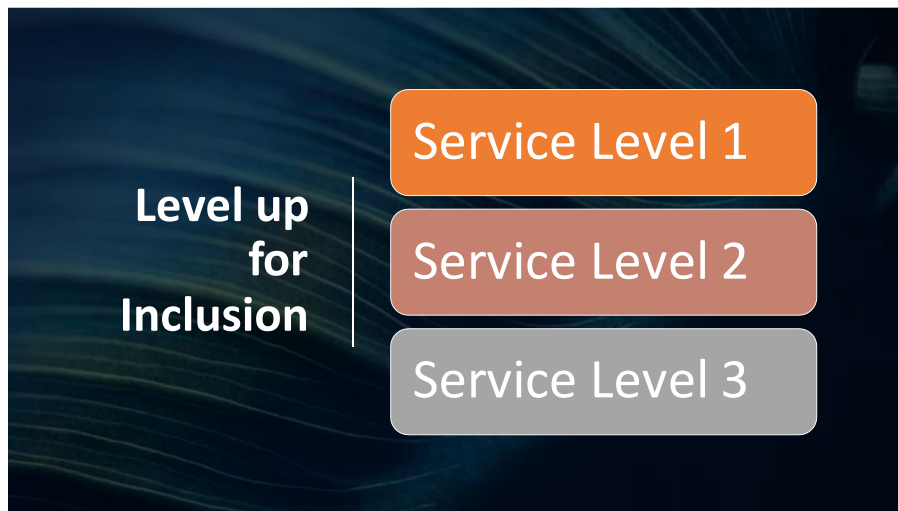 Level up
for
Inclusion
Service Level 1
Service Level 2
Service Level 3